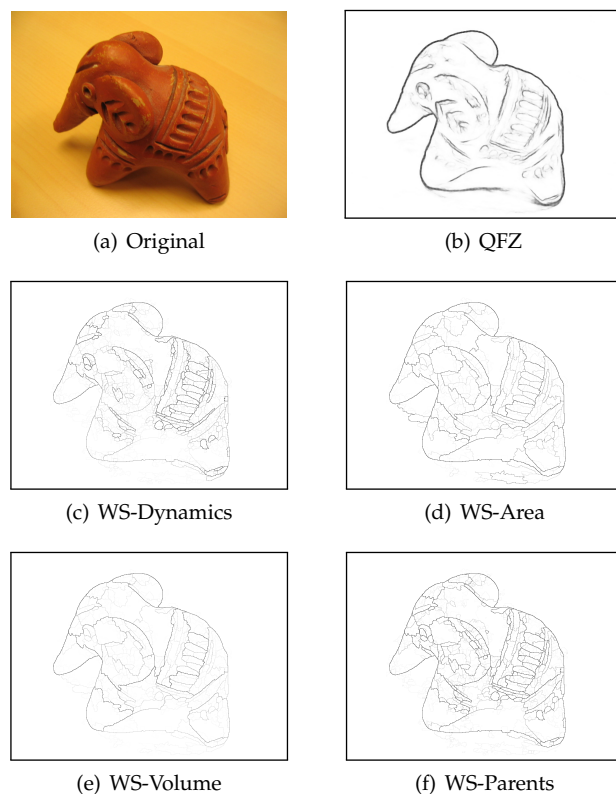 (a) Original
(b) QFZ
(c) WS-Dynamics
(d) WS-Area
(e) WS-Volume
(f) WS-Parents